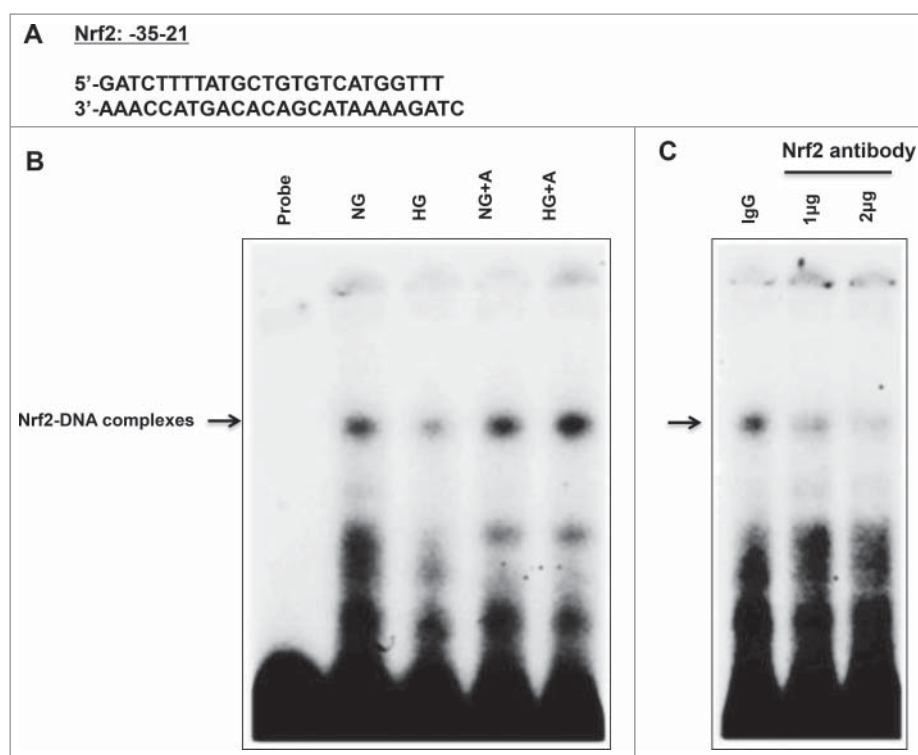 A
Nrf2: -35-21
5'-GATCTTTTATGCTGTGTCATGGTTT
3'-AAACCATGACACAGCATAAAAGATC
B
Probe
NG
HG
NG+A
HG+A
Nrf2-DNA complexes
C
Nrf2 antibody
IgG
1µg
2µg